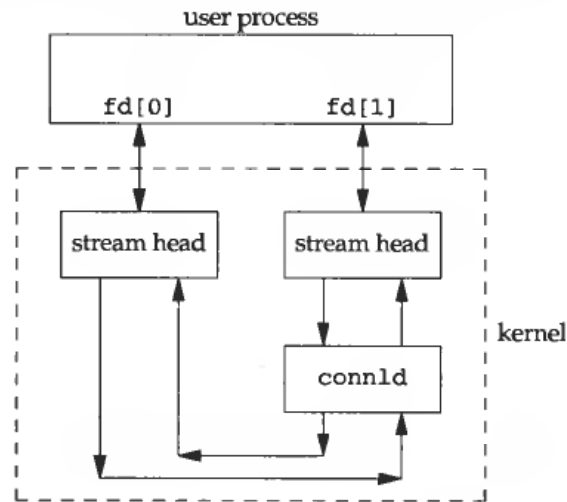 user process
fd[0]
fd[1]
stream head
stream head
kernel
connld